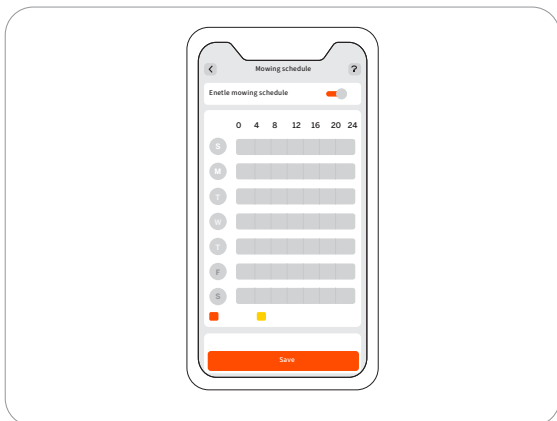 Mowing schedule ?
Enetle mowing schedule
0 4 8 12 16 20 24
S
M
T
W
T
F
S
Save